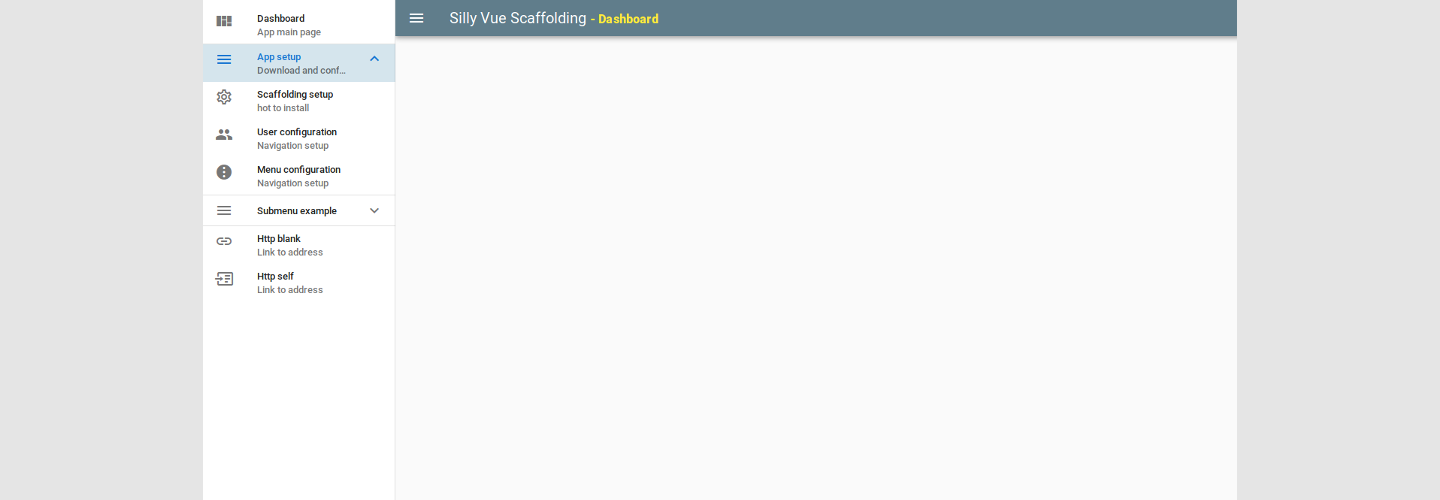 Dashboard
App main page
App setup
Download and conf...
Scaffolding setup
hot to install
User configuration
Navigation setup
Menu configuration
Navigation setup
Submenu example
Http blank
Link to address
Http self
Link to address
Silly Vue Scaffolding - Dashboard